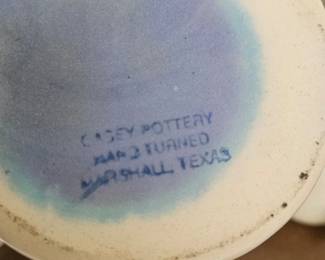 CASEY POTTERY
HAND TURNED
MARSHALL, TEXAS